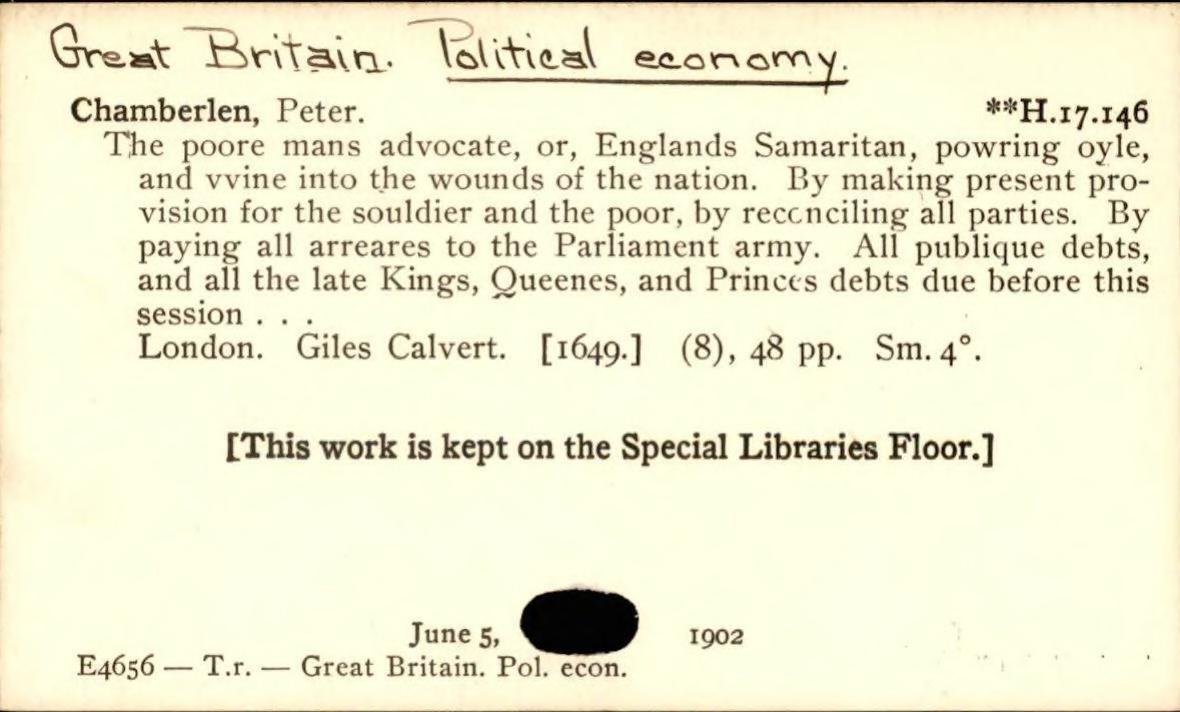 Great Britain. Political economy.
Chamberlen, Peter. **H.17.146
The poore mans advocate, or, Englands Samaritan, powring oyle,
and vvine into the wounds of the nation. By making present pro-
vision for the souldier and the poor, by reconciling all parties. By
paying all arreares to the Parliament army. All publique debts,
and all the late Kings, Queenes, and Princes debts due before this
session . . .
London. Giles Calvert. [1649.] (8), 48 pp. Sm. 4°.
[This work is kept on the Special Libraries Floor.]
June 5, 1902
E4656 — T.r. — Great Britain. Pol. econ.